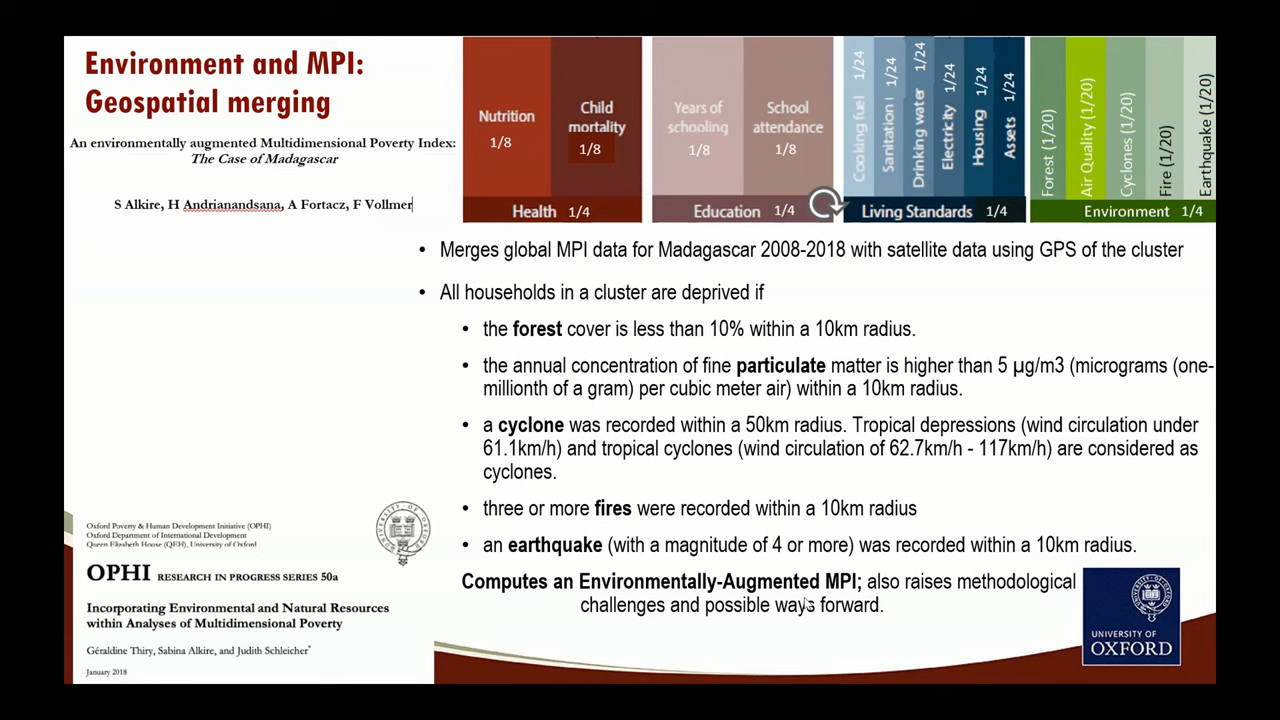 Environment and MPI:
Geospatial merging
An environmentally augmented Multidimensional Poverty Index:
The Case of Madagascar
S Alkire, H Andrianandsana, A Fortacz, F Vollmer
Nutrition
1/8
Child
mortality
1/8
Health 1/4
Years of
schooling
1/8
School
attendance
1/8
Education 1/4
Cooking fuel 1/24
Sanitation 1/24
Drinking water 1/24
Electricity 1/24
Housing 1/24
Assets 1/24
Living Standards 1/4
Forest (1/20)
Air Quality (1/20)
Cyclones (1/20)
Fire (1/20)
Earthquake (1/20)
Environment 1/4
• Merges global MPI data for Madagascar 2008-2018 with satellite data using GPS of the cluster
• All households in a cluster are deprived if
• the forest cover is less than 10% within a 10km radius.
• the annual concentration of fine particulate matter is higher than 5 µg/m3 (micrograms (one-
millionth of a gram) per cubic meter air) within a 10km radius.
• a cyclone was recorded within a 50km radius. Tropical depressions (wind circulation under
61.1km/h) and tropical cyclones (wind circulation of 62.7km/h - 117km/h) are considered as
cyclones.
• three or more fires were recorded within a 10km radius
• an earthquake (with a magnitude of 4 or more) was recorded within a 10km radius.
Computes an Environmentally-Augmented MPI; also raises methodological
challenges and possible ways forward.
Oxford Poverty & Human Development Initiative (OPHI)
Oxford Department of International Development
Queen Elizabeth House (QEH), University of Oxford
OPHI RESEARCH IN PROGRESS SERIES 50a
Incorporating Environmental and Natural Resources
within Analyses of Multidimensional Poverty
Géraldine Thiry, Sabina Alkire, and Judith Schleicher*
January 2018
UNIVERSITY OF
OXFORD